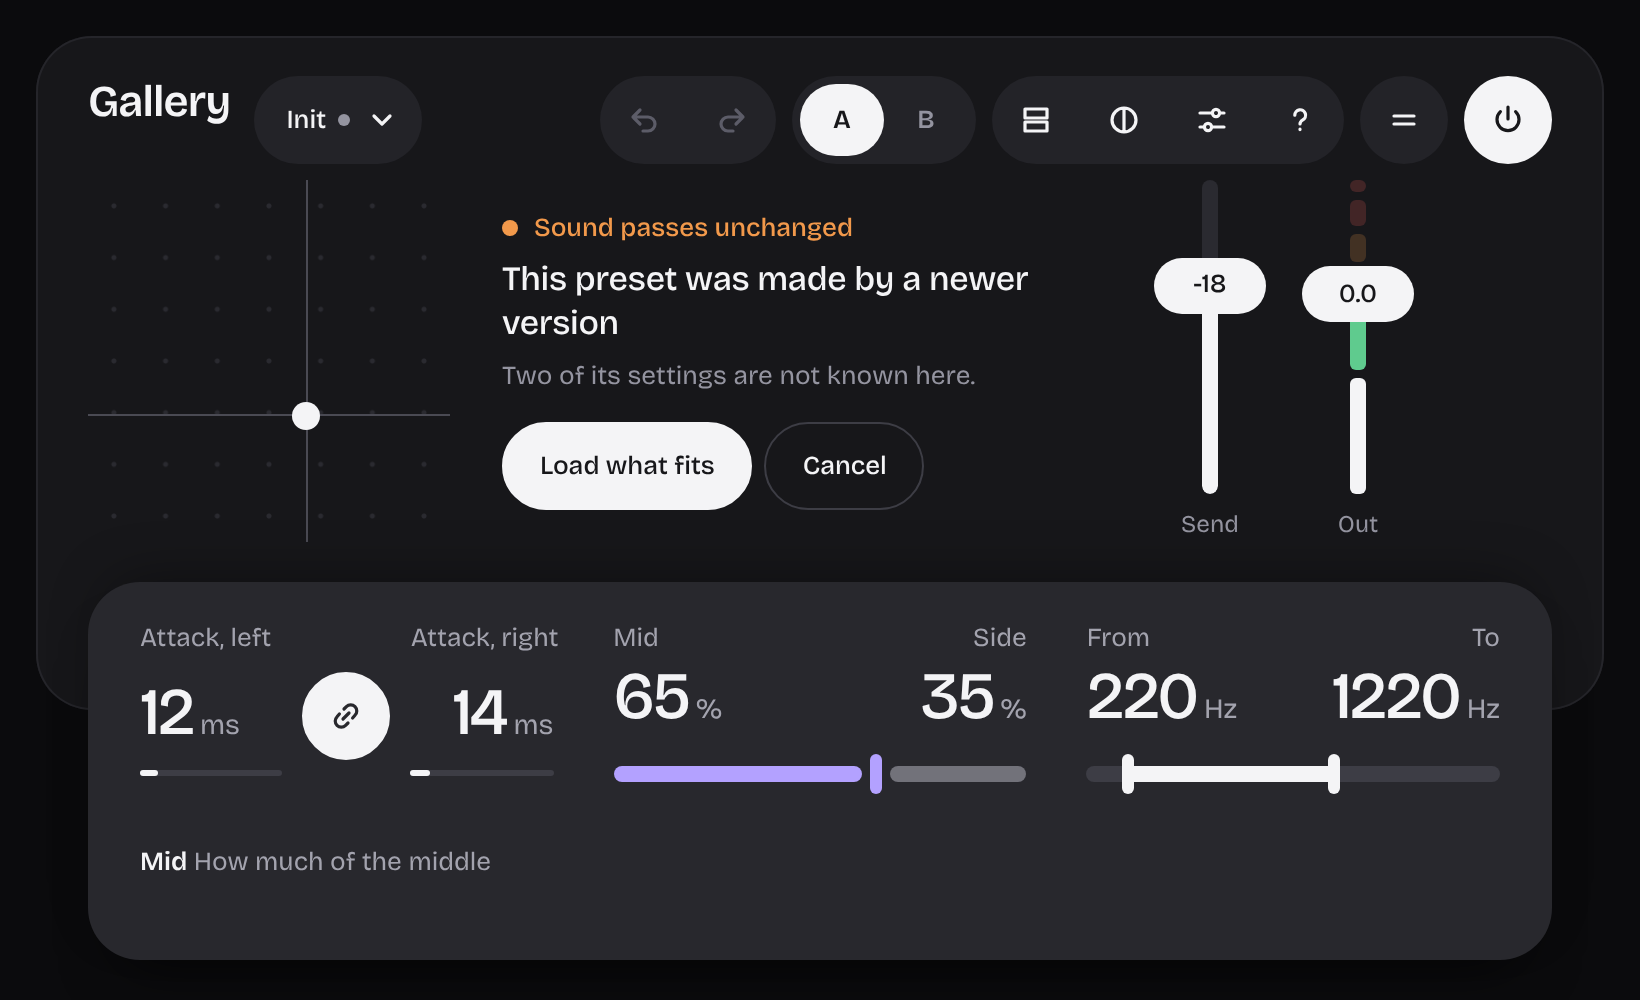 Gallery
Init
A B
?
Sound passes unchanged
This preset was made by a newer
version
Two of its settings are not known here.
Load what fits
Cancel
-18
0.0
Send
Out
Attack, left
Attack, right
Mid
Side
From
To
12 ms
14 ms
65 %
35 %
220 Hz
1220 Hz
Mid How much of the middle